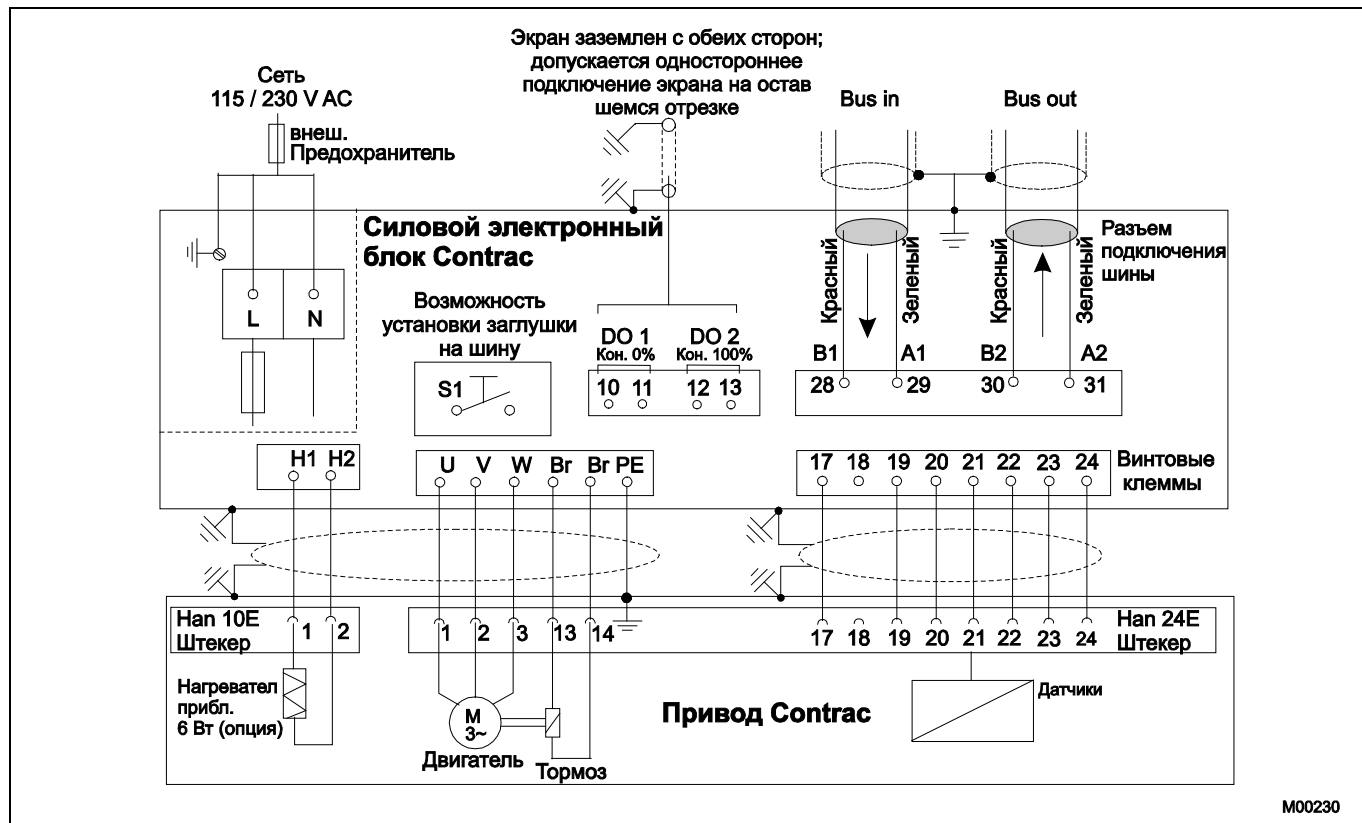 Экран заземлен с обеих сторон;
допускается одностороннее
подключение экрана на остав
шемся отрезке
Сеть
115 / 230 V AC
внеш.
Предохранитель
Bus in
Bus out
Силовой электронный
блок Contrac
Разъем
подключения
шины
Красный
Зеленый
Красный
Зеленый
L N
Возможность
установки заглушки
на шину
S1
DO 1 DO 2
Кон. 0% Кон. 100%
10 11 12 13
B1 A1 B2 A2
28 29 30 31
H1 H2
U V W Br Br PE
17 18 19 20 21 22 23 24
Винтовые
клеммы
Han 10E
Штекер
1 2
1 2 3 13 14
17 18 19 20 21 22 23 24
Han 24E
Штекер
Нагревател
прибл.
6 Вт (опция)
M
3~
Двигатель
Тормоз
Привод Contrac
Датчики
M00230